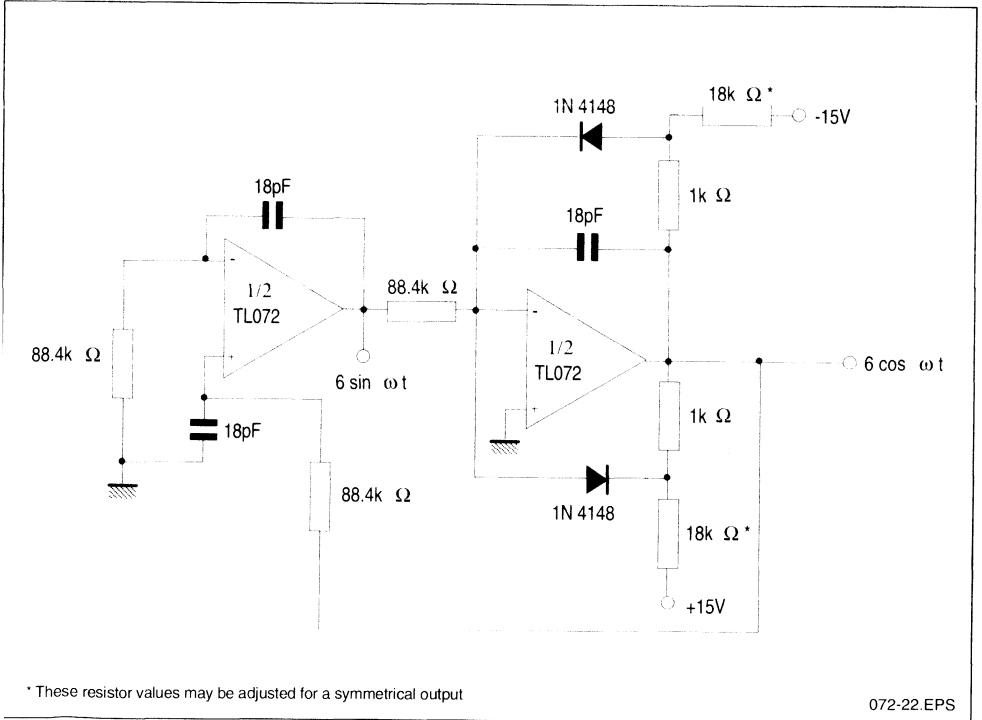 18k Ω *
1N 4148
-15V
18pF
1k Ω
18pF
-
1/2
TL072
+
88.4k Ω
88.4k Ω
6 sin ω t
-
1/2
TL072
+
6 cos ω t
18pF
1k Ω
88.4k Ω
1N 4148
18k Ω *
+15V
* These resistor values may be adjusted for a symmetrical output
072-22.EPS